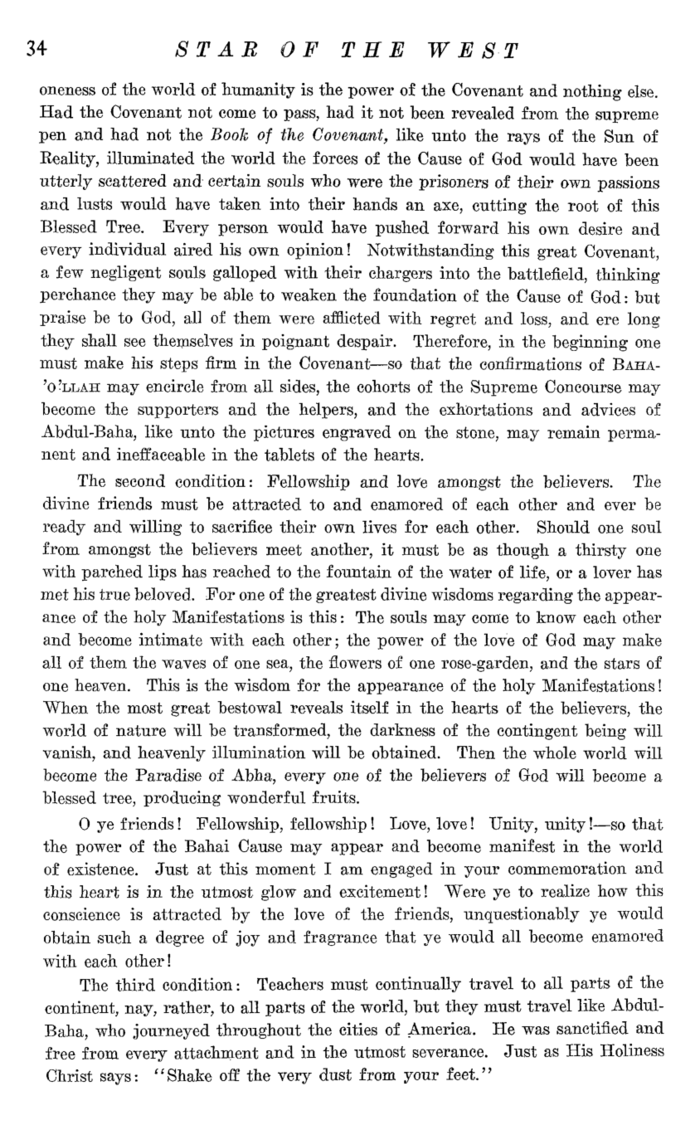 34 STAR OF THE WEST
oneness of the world of humanity is the power of the Covenant and nothing else.
Had the Covenant not come to pass, had it not been revealed from the supreme
pen and had not the Book of the Covenant, like unto the rays of the Sun of
Reality, illuminated the world the forces of the Cause of God would have been
utterly scattered and certain souls who were the prisoners of their own passions
and lusts would have taken into their hands an axe, cutting the root of this
Blessed Tree. Every person would have pushed forward his own desire and
every individual aired his own opinion! Notwithstanding this great Covenant,
a few negligent souls galloped with their chargers into the battlefield, thinking
perchance they may be able to weaken the foundation of the Cause of God: but
praise be to God, all of them were afflicted with regret and loss, and ere long
they shall see themselves in poignant despair. Therefore, in the beginning one
must make his steps firm in the Covenant—so that the confirmations of BAHA-
'O'LLAH may encircle from all sides, the cohorts of the Supreme Concourse may
become the supporters and the helpers, and the exhortations and advices of
Abdul-Baha, like unto the pictures engraved on the stone, may remain perma-
nent and ineffaceable in the tablets of the hearts.
The second condition: Fellowship and love amongst the believers. The
divine friends must be attracted to and enamored of each other and ever be
ready and willing to sacrifice their own lives for each other. Should one soul
from amongst the believers meet another, it must be as though a thirsty one
with parched lips has reached to the fountain of the water of life, or a lover has
met his true beloved. For one of the greatest divine wisdoms regarding the appear-
ance of the holy Manifestations is this: The souls may come to know each other
and become intimate with each other; the power of the love of God may make
all of them the waves of one sea, the flowers of one rose-garden, and the stars of
one heaven. This is the wisdom for the appearance of the holy Manifestations!
When the most great bestowal reveals itself in the hearts of the believers, the
world of nature will be transformed, the darkness of the contingent being will
vanish, and heavenly illumination will be obtained. Then the whole world will
become the Paradise of Abha, every one of the believers of God will become a
blessed tree, producing wonderful fruits.
O ye friends! Fellowship, fellowship! Love, love! Unity, unity!—so that
the power of the Bahai Cause may appear and become manifest in the world
of existence. Just at this moment I am engaged in your commemoration and
this heart is in the utmost glow and excitement! Were ye to realize how this
conscience is attracted by the love of the friends, unquestionably ye would
obtain such a degree of joy and fragrance that ye would all become enamored
with each other!
The third condition: Teachers must continually travel to all parts of the
continent, nay, rather, to all parts of the world, but they must travel like Abdul-
Baha, who journeyed throughout the cities of America. He was sanctified and
free from every attachment and in the utmost severance. Just as His Holiness
Christ says: "Shake off the very dust from your feet."